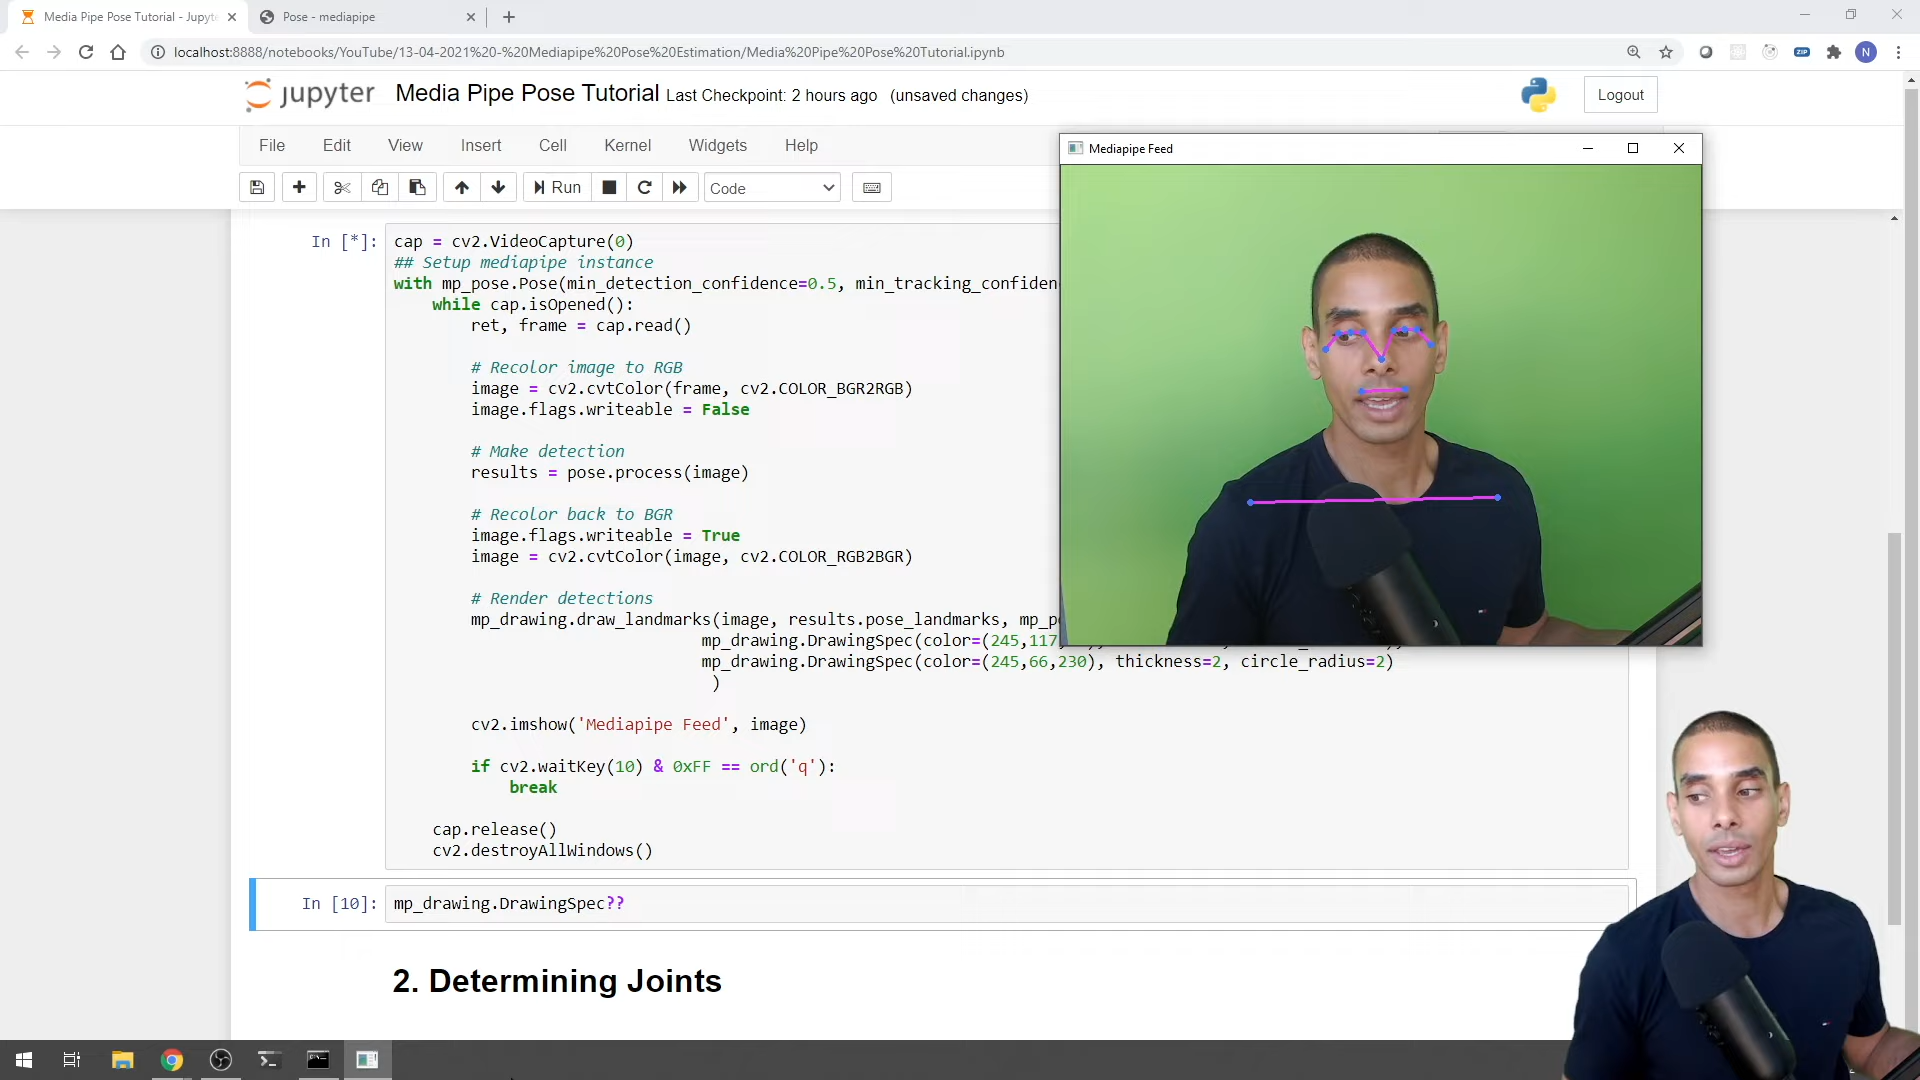 Media Pipe Pose Tutorial - Jupyte
Pose - mediapipe
localhost:8888/notebooks/YouTube/13-04-2021%20-%20Mediapipe%20Pose%20Estimation/Media%20Pipe%20Pose%20Tutorial.ipynb
ZIP
N
jupyter Media Pipe Pose Tutorial Last Checkpoint: 2 hours ago (unsaved changes)
Logout
File Edit View Insert Cell Kernel Widgets Help
Run
Code
Mediapipe Feed
In [*]:
cap = cv2.VideoCapture(0)
## Setup mediapipe instance
with mp_pose.Pose(min_detection_confidence=0.5, min_tracking_confiden
while cap.isOpened():
ret, frame = cap.read()
# Recolor image to RGB
image = cv2.cvtColor(frame, cv2.COLOR_BGR2RGB)
image.flags.writeable = False
# Make detection
results = pose.process(image)
# Recolor back to BGR
image.flags.writeable = True
image = cv2.cvtColor(image, cv2.COLOR_RGB2BGR)
# Render detections
mp_drawing.draw_landmarks(image, results.pose_landmarks, mp_p
mp_drawing.DrawingSpec(color=(245,117,
mp_drawing.DrawingSpec(color=(245,66,230), thickness=2, circle_radius=2)
)
cv2.imshow('Mediapipe Feed', image)
if cv2.waitKey(10) & 0xFF == ord('q'):
break
cap.release()
cv2.destroyAllWindows()
In [10]:
mp_drawing.DrawingSpec??
2. Determining Joints